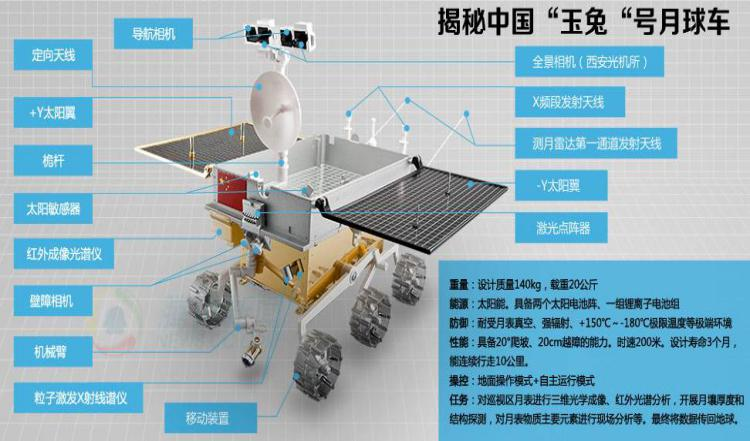 揭秘中国“玉兔“号月球车
导航相机
定向天线
+Y太阳翼
桅杆
太阳敏感器
红外成像光谱仪
壁障相机
机械臂
粒子激发X射线谱仪
移动装置
全景相机（西安光机所）
X频段发射天线
测月雷达第一通道发射天线
-Y太阳翼
激光点阵器
重量：设计质量140kg，载重20公斤
能源：太阳能。具备两个太阳电池阵、一组锂离子电池组
防御：耐受月表真空、强辐射、+150℃~-180℃极限温度等极端环境
性能：具备20°爬坡、20cm越障的能力。时速200米。设计寿命3个月，
能连续行走10公里。
操控：地面操作模式+自主运行模式
任务：对巡视区月表进行三维光学成像、红外光谱分析，开展月壤厚度和
结构探测，对月表物质主要元素进行现场分析等。最终将数据传回地球。